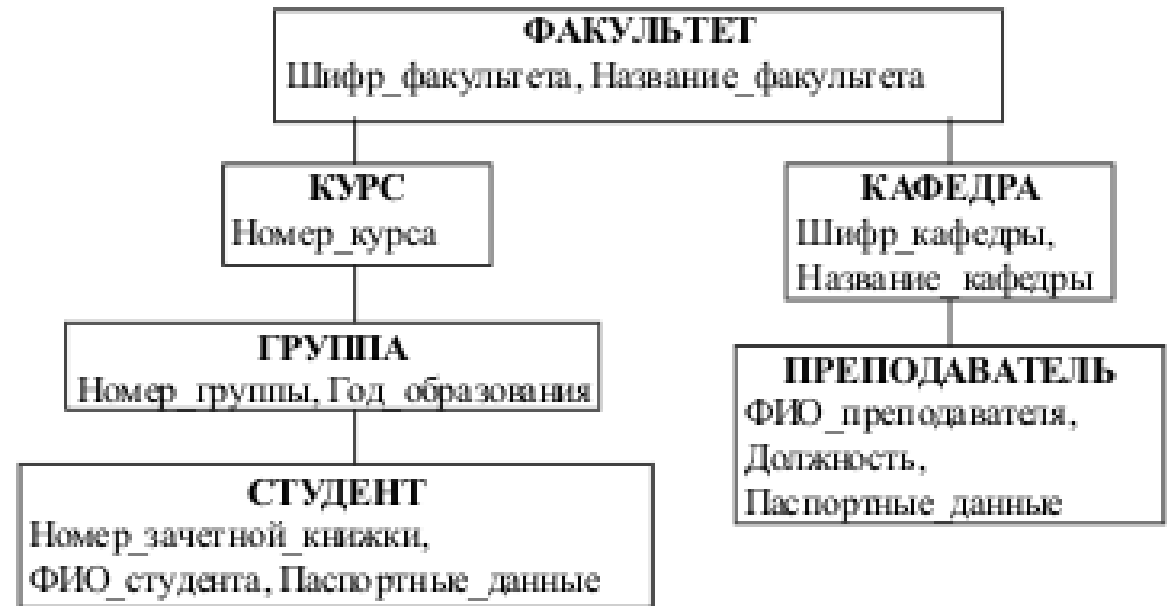 ФАКУЛЬТЕТ
Шифр_факультета, Название_факультета
КУРС
Номер_курса
КАФЕДРА
Шифр_кафедры,
Название_кафедры
ГРУППА
Номер_группы, Год_образования
ПРЕПОДАВАТЕЛЬ
ФИО_преподавателя,
Должность,
Паспортные_данные
СТУДЕНТ
Номер_зачетной_книжки,
ФИО_студента, Паспортные_данные